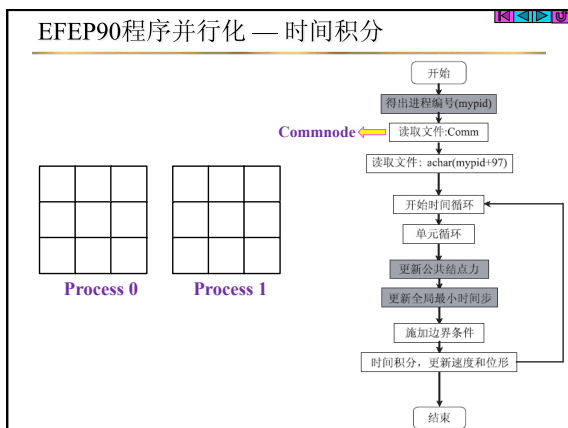 EFEP90程序并行化 — 时间积分
开始
得出进程编号(mypid)
Commnode
读取文件:Comm
读取文件: achar(mypid+97)
开始时间循环
单元循环
更新公共结点力
更新全局最小时间步
施加边界条件
时间积分，更新速度和位形
结束
Process 0
Process 1